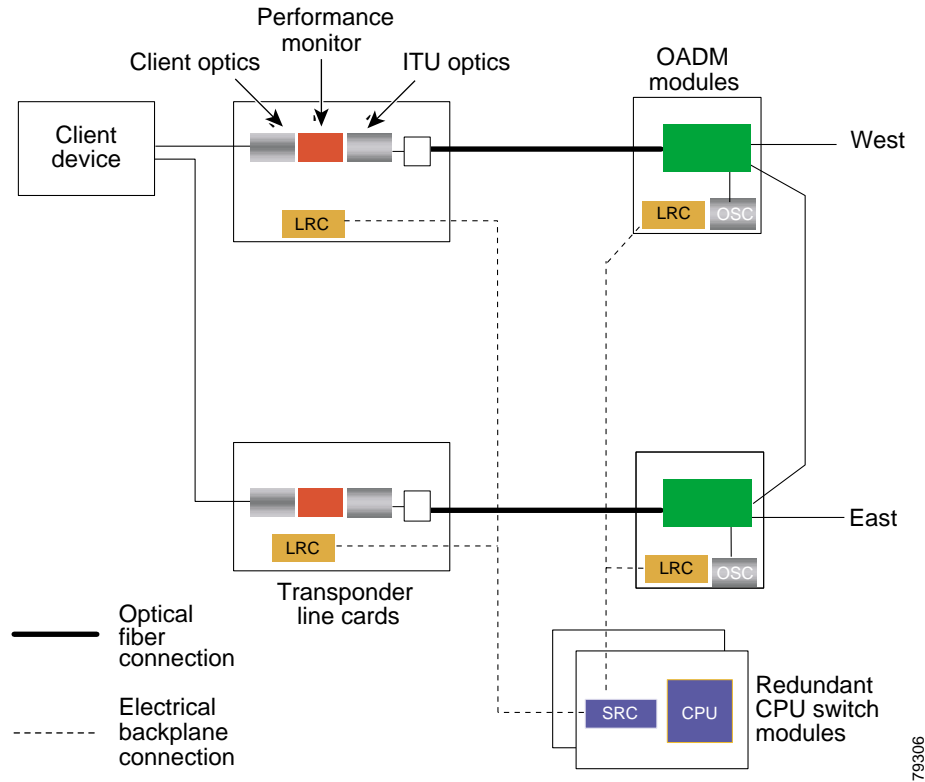 Performance
monitor
Client optics
ITU optics
OADM
modules
Client
device
West
LRC
LRC
OSC
East
LRC
LRC
OSC
Transponder
line cards
Optical
fiber
connection
Electrical
backplane
connection
SRC
CPU
Redundant
CPU switch
modules
79306